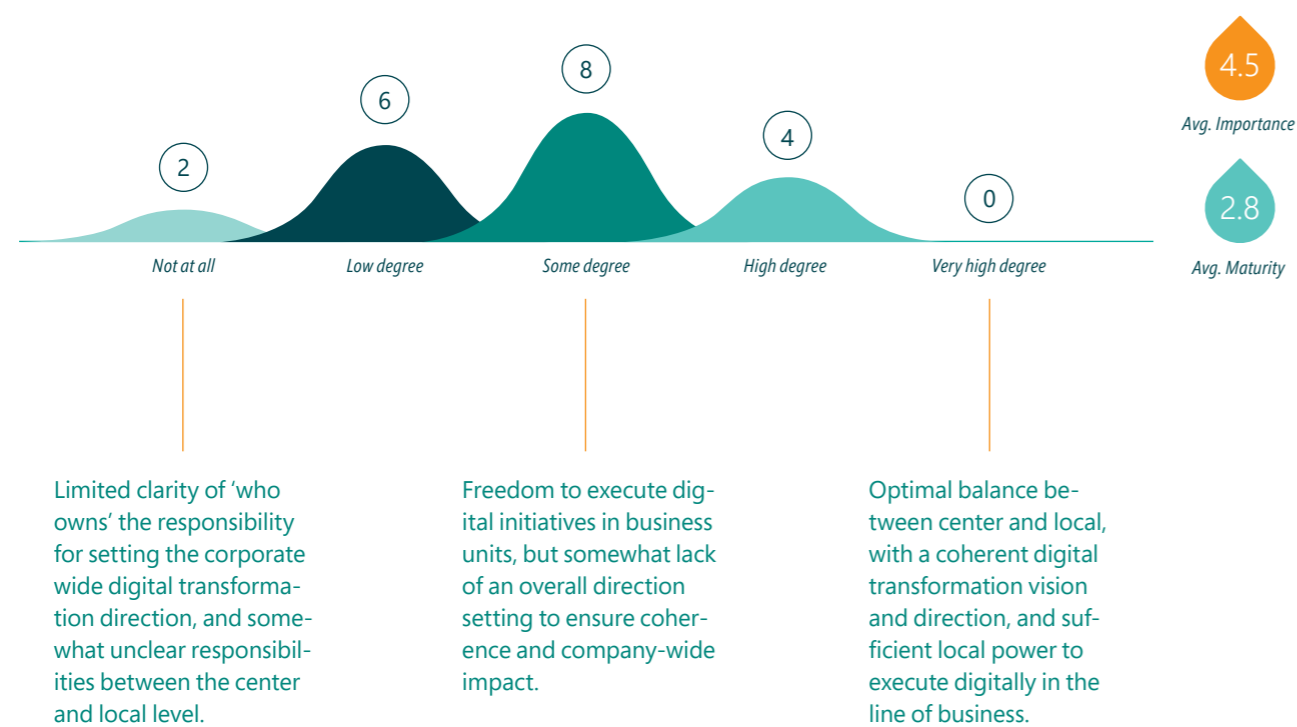 2
6
8
4
0
Not at all
Low degree
Some degree
High degree
Very high degree
4.5
Avg. Importance
2.8
Avg. Maturity
Limited clarity of ‘who
owns’ the responsibility
for setting the corporate
wide digital transforma-
tion direction, and some-
what unclear responsibil-
ities between the center
and local level.
Freedom to execute dig-
ital initiatives in business
units, but somewhat lack
of an overall direction
setting to ensure coher-
ence and company-wide
impact.
Optimal balance be-
tween center and local,
with a coherent digital
transformation vision
and direction, and suf-
ficient local power to
execute digitally in the
line of business.